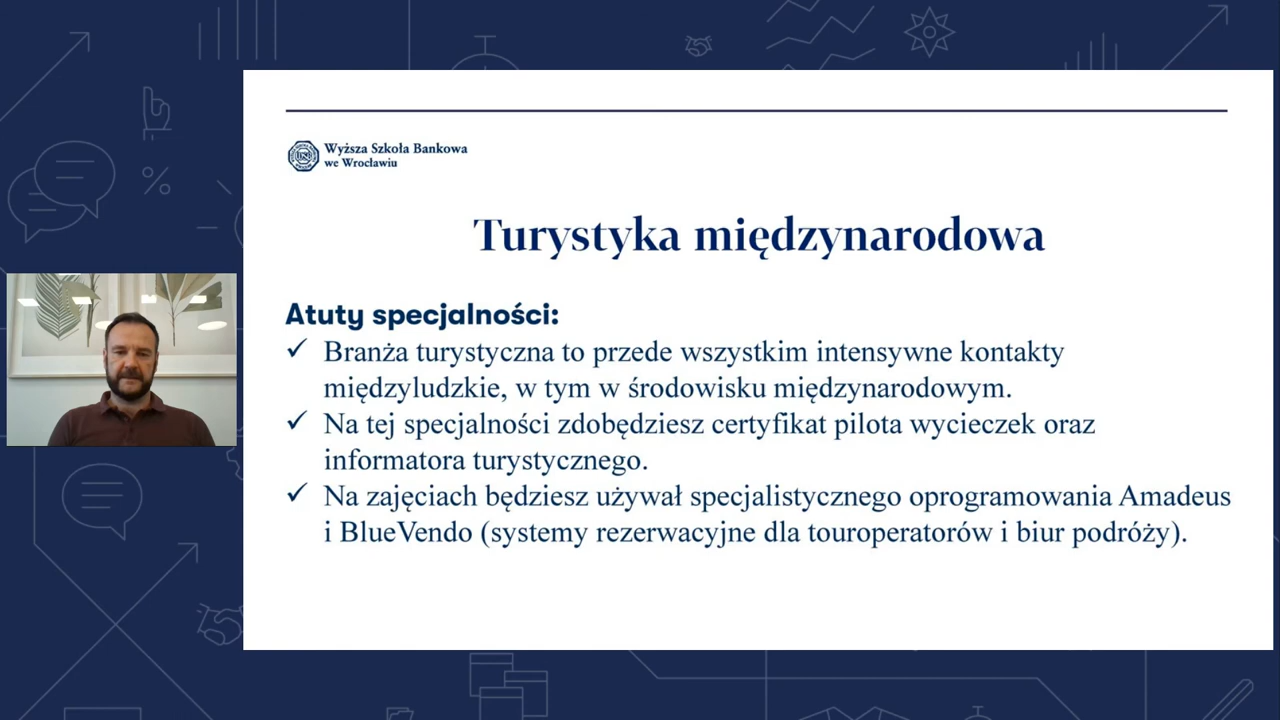 Wyższa Szkoła Bankowa
we Wrocławiu
Turystyka międzynarodowa
Atuty specjalności:
✓ Branża turystyczna to przede wszystkim intensywne kontakty
międzyludzkie, w tym w środowisku międzynarodowym.
✓ Na tej specjalności zdobędziesz certyfikat pilota wycieczek oraz
informatora turystycznego.
✓ Na zajęciach będziesz używał specjalistycznego oprogramowania Amadeus
i BlueVendo (systemy rezerwacyjne dla touroperatorów i biur podróży).